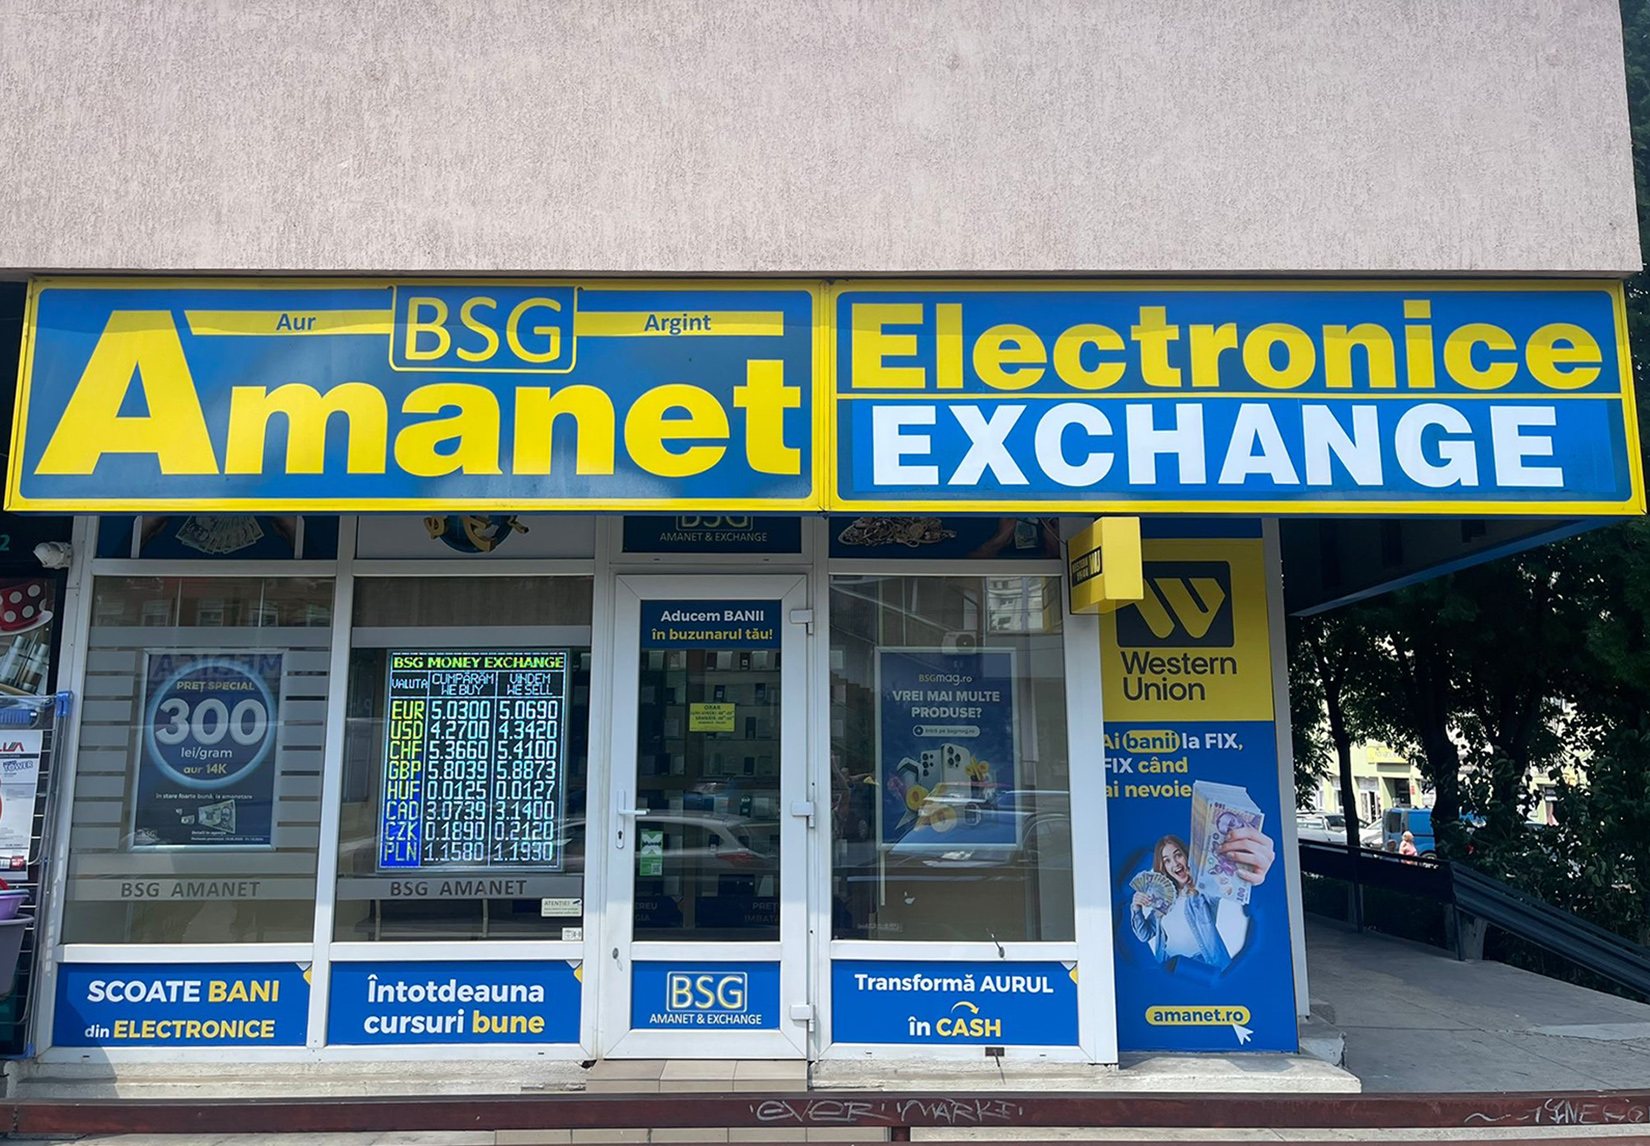 Aur
BSG
Argint
Amanet
Electronice
EXCHANGE
BSG
AMANET & EXCHANGE
PREȚ SPECIAL
300
lei/gram
aur 14K
BSG AMANET
BSG MONEY EXCHANGE
VALUTA CUMPĂRĂM VINDEM
WE BUY WE SELL
EUR 5.0300 5.0690
USD 4.2700 4.3420
CHF 5.3660 5.4100
GBP 5.8039 5.8873
HUF 0.0125 0.0127
CAD 3.0739 3.1400
CZK 0.1890 0.2120
PLN 1.1580 1.1930
BSG AMANET
ATENȚIE!
Aducem BANII
în buzunarul tău!
BSGmag.ro
VREI MAI MULTE
PRODUSE?
Western
Union
Ai banii la FIX,
FIX când
ai nevoie
amanet.ro
SCOATE BANI
din ELECTRONICE
Întotdeauna
cursuri bune
BSG
AMANET & EXCHANGE
Transformă AURUL
în CASH